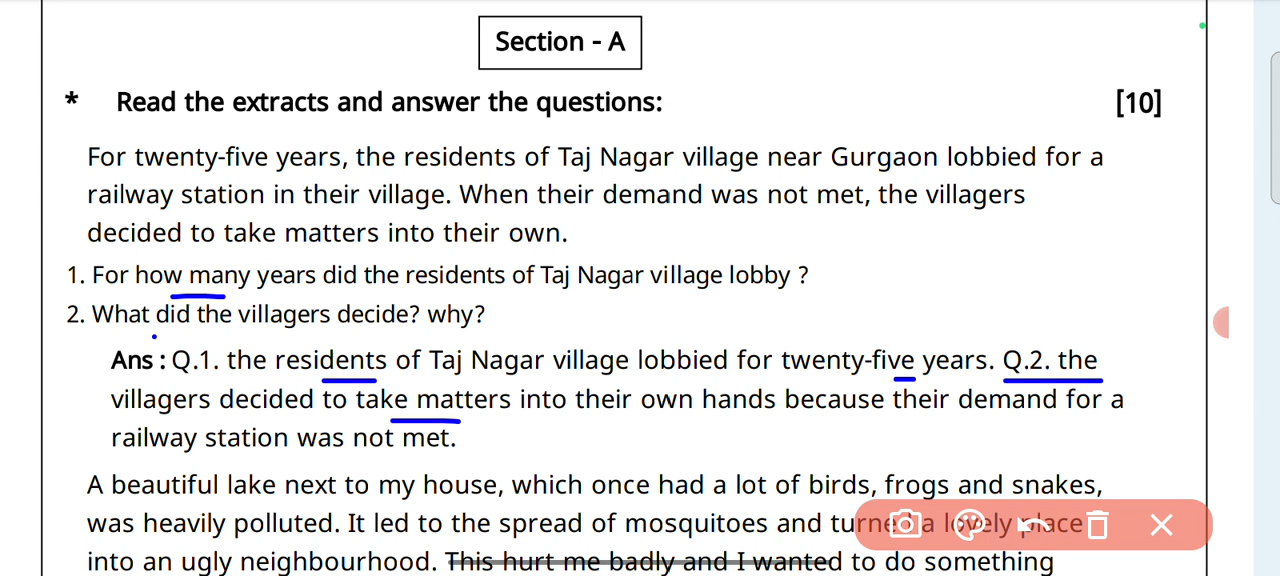 Section - A
* Read the extracts and answer the questions: [10]
For twenty-five years, the residents of Taj Nagar village near Gurgaon lobbied for a
railway station in their village. When their demand was not met, the villagers
decided to take matters into their own.
1. For how many years did the residents of Taj Nagar village lobby ?
2. What did the villagers decide? why?
Ans : Q.1. the residents of Taj Nagar village lobbied for twenty-five years. Q.2. the
villagers decided to take matters into their own hands because their demand for a
railway station was not met.
A beautiful lake next to my house, which once had a lot of birds, frogs and snakes,
was heavily polluted. It led to the spread of mosquitoes and turned a lovely place
into an ugly neighbourhood. This hurt me badly and I wanted to do something